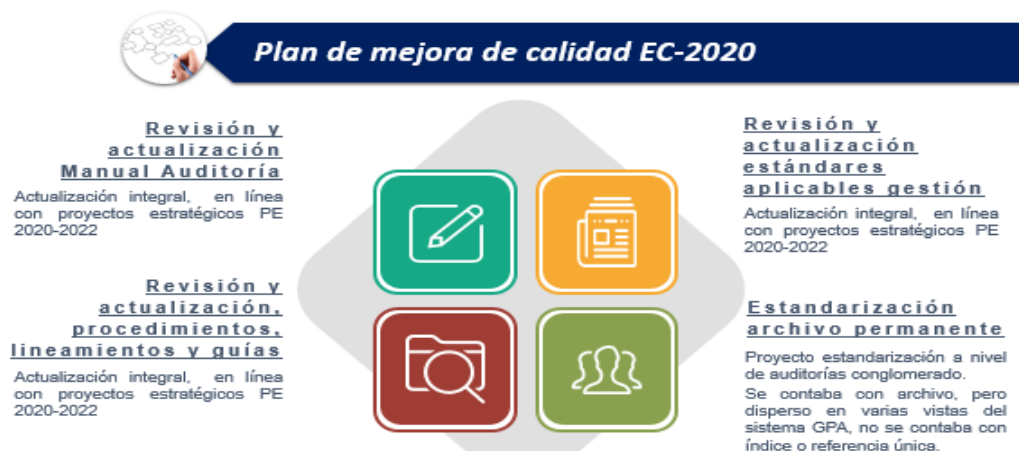 Plan de mejora de calidad EC-2020
Revisión y
actualización
Manual Auditoría
Actualización integral, en línea
con proyectos estratégicos PE
2020-2022
Revisión y
actualización,
procedimientos,
lineamientos y guías
Actualización integral, en línea
con proyectos estratégicos PE
2020-2022
Revisión y
actualización
estándares
aplicables gestión
Actualización integral, en línea
con proyectos estratégicos PE
2020-2022
Estandarización
archivo permanente
Proyecto estandarización a nivel
de auditorías conglomerado.
Se contaba con archivo, pero
disperso en varias vistas del
sistema GPA, no se contaba con
índice o referencia única.